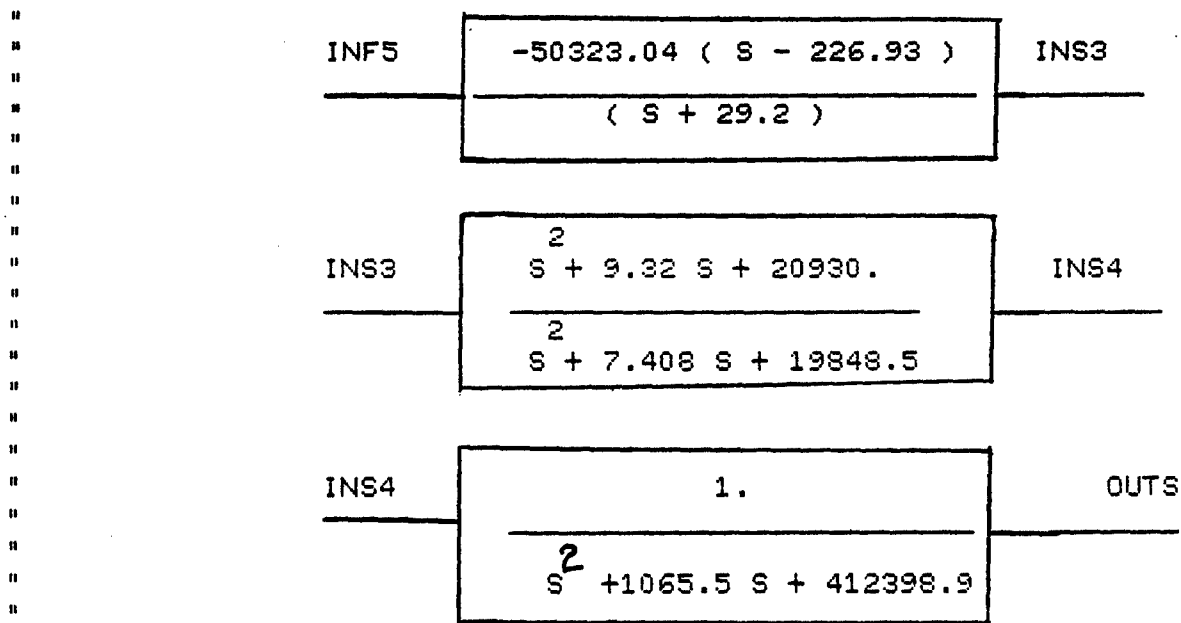 INF5 -50323.04 ( S - 226.93 ) INS3
( S + 29.2 )
2
INS3 S + 9.32 S + 20930. INS4
2
S + 7.408 S + 19848.5
INS4 1. OUTS
S2 +1065.5 S + 412398.9